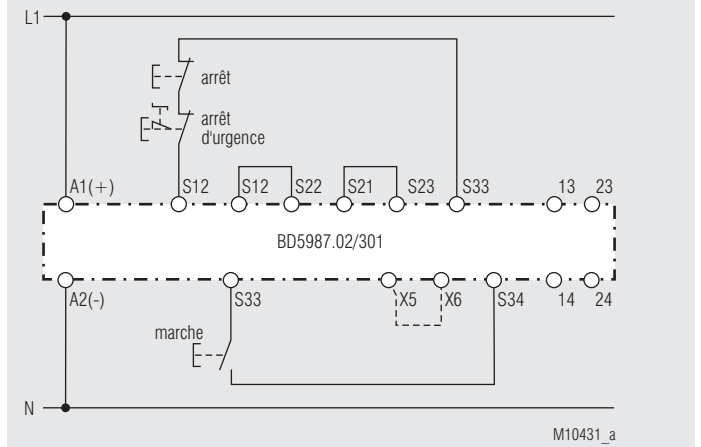 L1
arrêt
arrêt
d'urgence
A1(+) S12 S12 S22 S21 S23 S33 13 23
BD5987.02/301
A2(-) S33 X5 X6 S34 14 24
marche
N
M10431_a